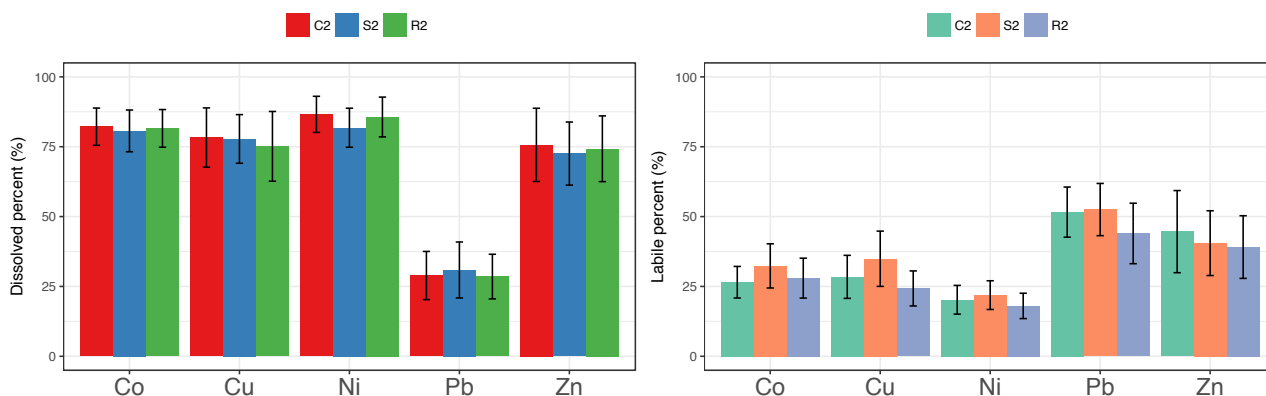 C2 S2 R2
Dissolved percent (%)
100
75
50
25
0
Co Cu Ni Pb Zn
C2 S2 R2
Labile percent (%)
100
75
50
25
0
Co Cu Ni Pb Zn